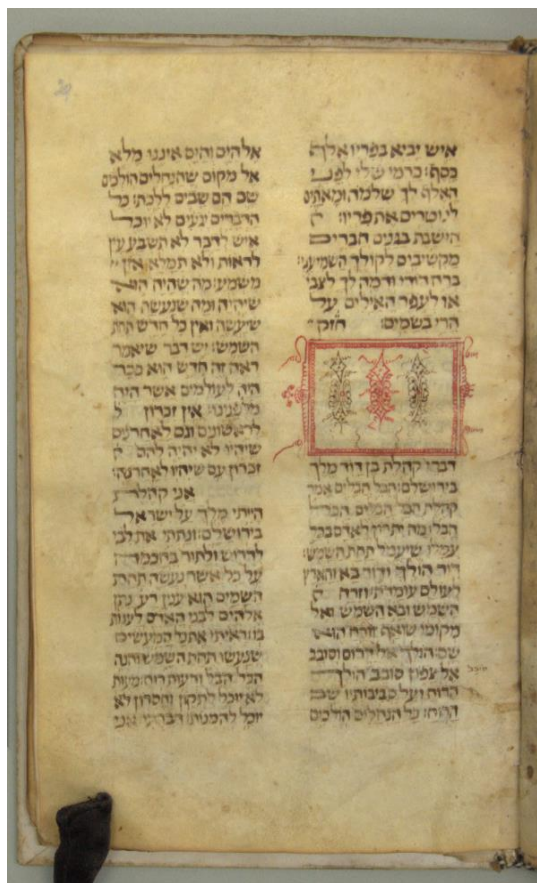 איש יביא בפריו אלף
כסף׃ כרמי שלי לפני
האלף לך שלמה ומאתים
לנוטרים את פריו׃ ה
הישבת בגנים חברים
מקשיבים לקולך השמיעני׃
ברח דודי ודמה לך לצבי
או לעפר האילים על
הרי בשמים׃ חזק
דברי קהלת בן דוד מלך
בירושלם׃ הבל הבלים אמר
קהלת הבל הבלים הכל
הבל׃ מה יתרון לאדם בכל
עמלו שיעמל תחת השמש׃
דור הולך ודור בא והארץ
לעולם עומדת׃ וזרח ה
השמש ובא השמש ואל
מקומו שואף זורח הוא
שם׃ הולך אל דרום וסובב
אל צפון סובב הולך
הרוח ועל סביבותיו שב
הרוח׃ כל הנחלים הולכים
אל הים והים איננו מלא
אל מקום שהנחלים הולכים
שם הם שבים ללכת׃ כל
הדברים יגעים לא יוכל
איש לדבר לא תשבע עין
לראות ולא תמלא אזן
משמע׃ מה שהיה הוא
שיהיה ומה שנעשה הוא
שיעשה ואין כל חדש תחת
השמש׃ יש דבר שיאמר
ראה זה חדש הוא כבר
היה לעולמים אשר היה
מלפנינו׃ אין זכרון ל
לראשונים וגם לאחרנים
שיהיו לא יהיה להם
זכרון עם שיהיו לאחרנה׃
אני קהלת
הייתי מלך על ישראל
בירושלם׃ ונתתי את לבי
לדרוש ולתור בחכמה
על כל אשר נעשה תחת
השמים הוא ענין רע נתן
אלהים לבני האדם לענות
בו׃ ראיתי את כל המעשים
שנעשו תחת השמש והנה
הכל הבל ורעות רוח׃ מעות
לא יוכל לתקון וחסרון לא
יוכל להמנות׃ דברתי אני